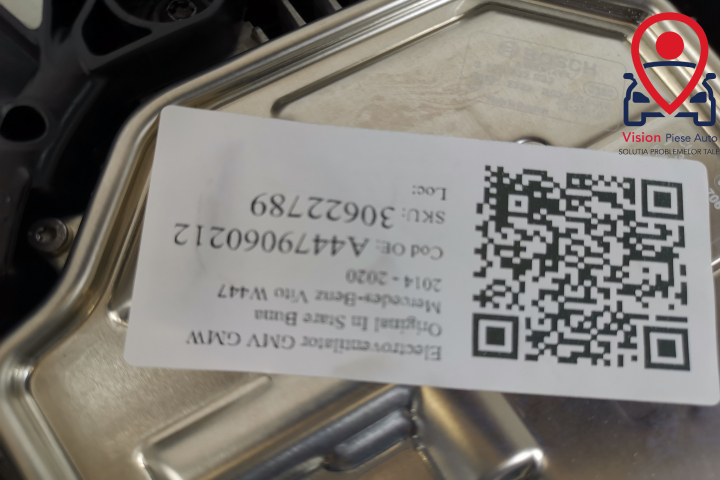 Vision Piese Auto
SOLUTIA PROBLEMELOR TALE
BOSCH
Electroventilator GMV GMW
Original In Stare Buna
Mercedes-Benz Vito W447
2014 - 2020
Cod OE: A4479060212
SKU: 30622789
Loc: